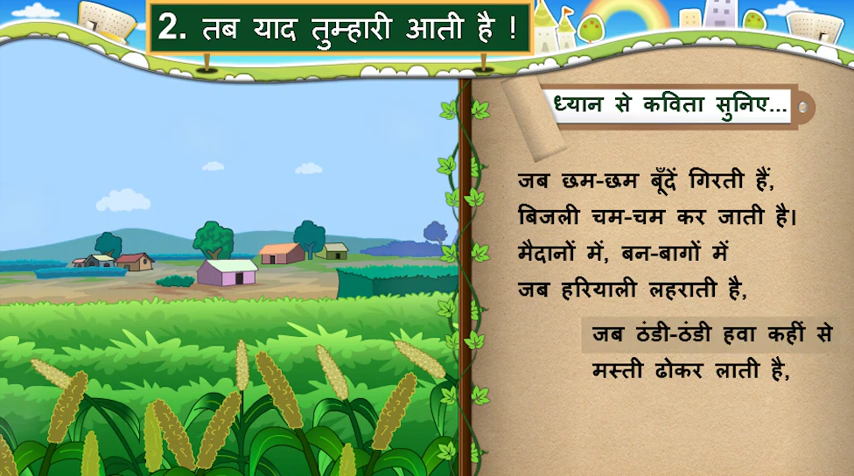 2. तब याद तुम्हारी आती है !
ध्यान से कविता सुनिए...
जब छम-छम बूँदें गिरती हैं,
बिजली चम-चम कर जाती है।
मैदानों में, बन-बागों में
जब हरियाली लहराती है,
जब ठंडी-ठंडी हवा कहीं से
मस्ती ढोकर लाती है,